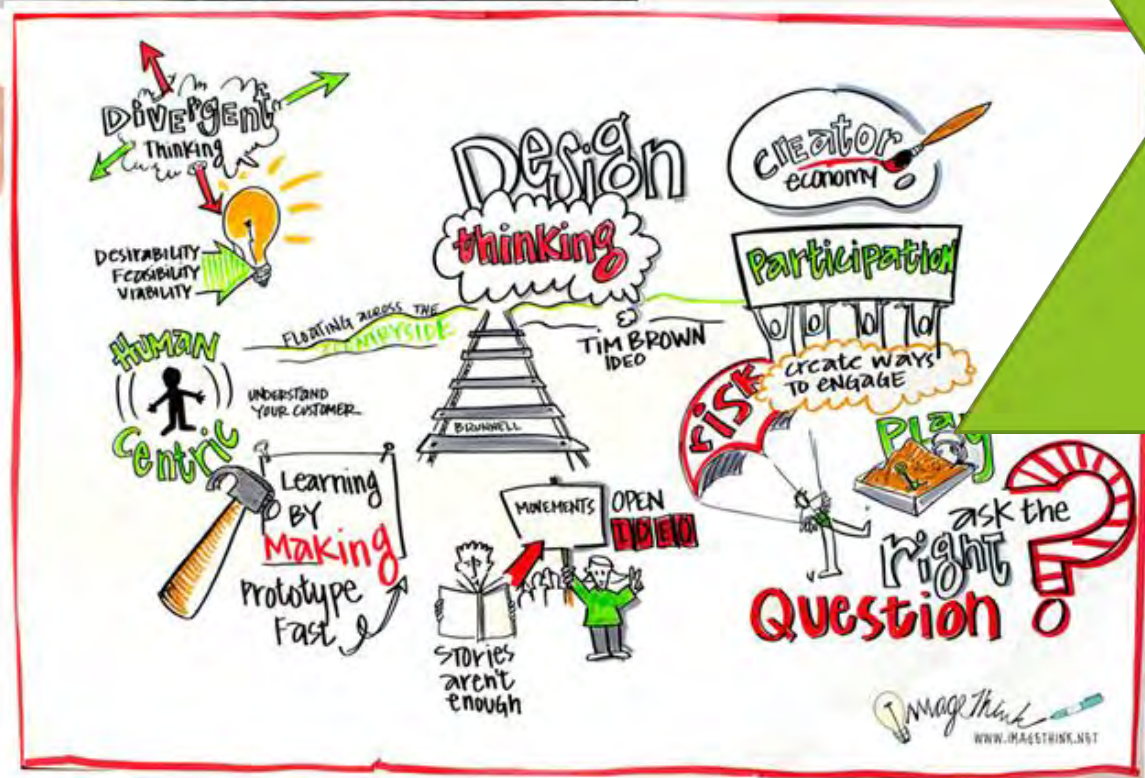 DIVERGENT
THINKING
DESIRABILITY
FEASIBILITY
VIABILITY
HUMAN
CENTRIC
UNDERSTAND
YOUR CUSTOMER
Learning
BY
Making
Prototype
Fast
Design
thinking
FLOATING ACROSS THE
COUNTRYSIDE
TIM BROWN
IDEO
BRUNNELL
MOVEMENTS
OPEN
IDEO
STORIES
aren't
enough
creator
economy
Participation
create ways
TO ENGAGE
risk
Play
ask the
right
Question ?
ImageThink
WWW.IMAGETHINK.NET